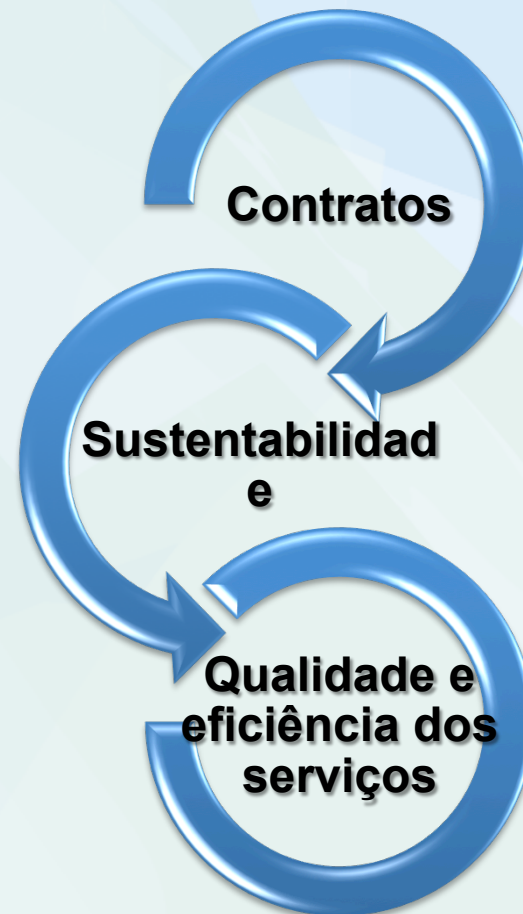 Contratos
Sustentabilidad
e
Qualidade e
eficiência dos
serviços